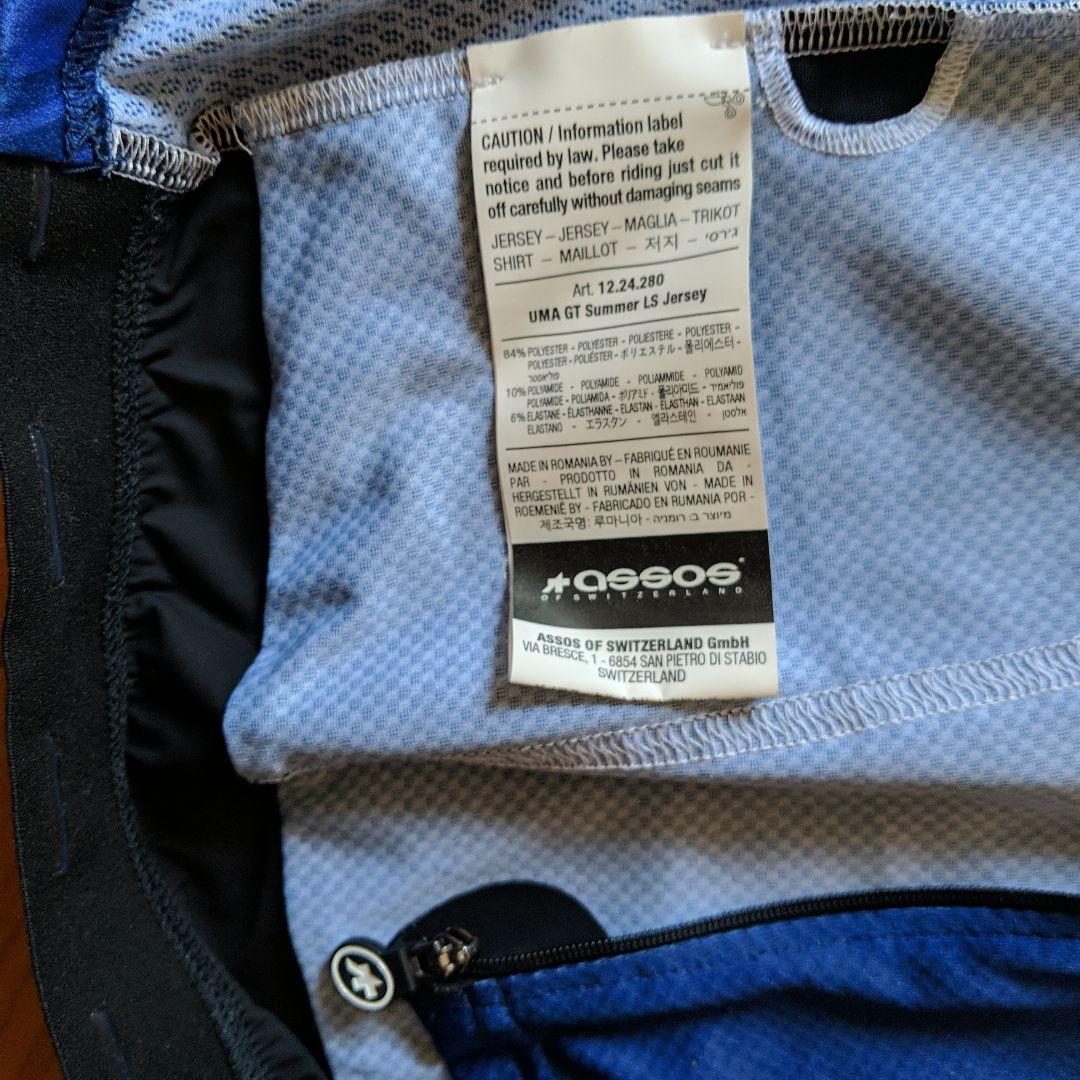 CAUTION / Information label
required by law. Please take
notice and before riding just cut it
off carefully without damaging seams
JERSEY – JERSEY – MAGLIA – TRIKOT
SHIRT – MAILLOT – 저지 – ג'רסי
Art. 12.24.280
UMA GT Summer LS Jersey
84% POLYESTER - POLYESTER - POLIESTERE - POLYESTER -
POLYESTER - POLIÉSTER - ポリエステル - 폴리에스터 -
פוליאסטר
10% POLYAMIDE - POLYAMIDE - POLIAMMIDE - POLYAMID
POLYAMIDE - POLIAMIDA - ポリアミド - 폴리아미드 - פוליאמיד
6% ELASTANE - ÉLASTHANNE - ELASTAN - ELASTHAN - ELASTAAN
ELASTANO - エラスタン - 엘라스테인 - אלסטן
MADE IN ROMANIA BY – FABRIQUÉ EN ROUMANIE
PAR - PRODOTTO IN ROMANIA DA -
HERGESTELLT IN RUMÄNIEN VON - MADE IN
ROEMENIË BY - FABRICADO EN RUMANIA POR -
제조국명: 루마니아 - מיוצר ב: רומניה
assos
OF SWITZERLAND
ASSOS OF SWITZERLAND GmbH
VIA BRESCE, 1 - 6854 SAN PIETRO DI STABIO
SWITZERLAND